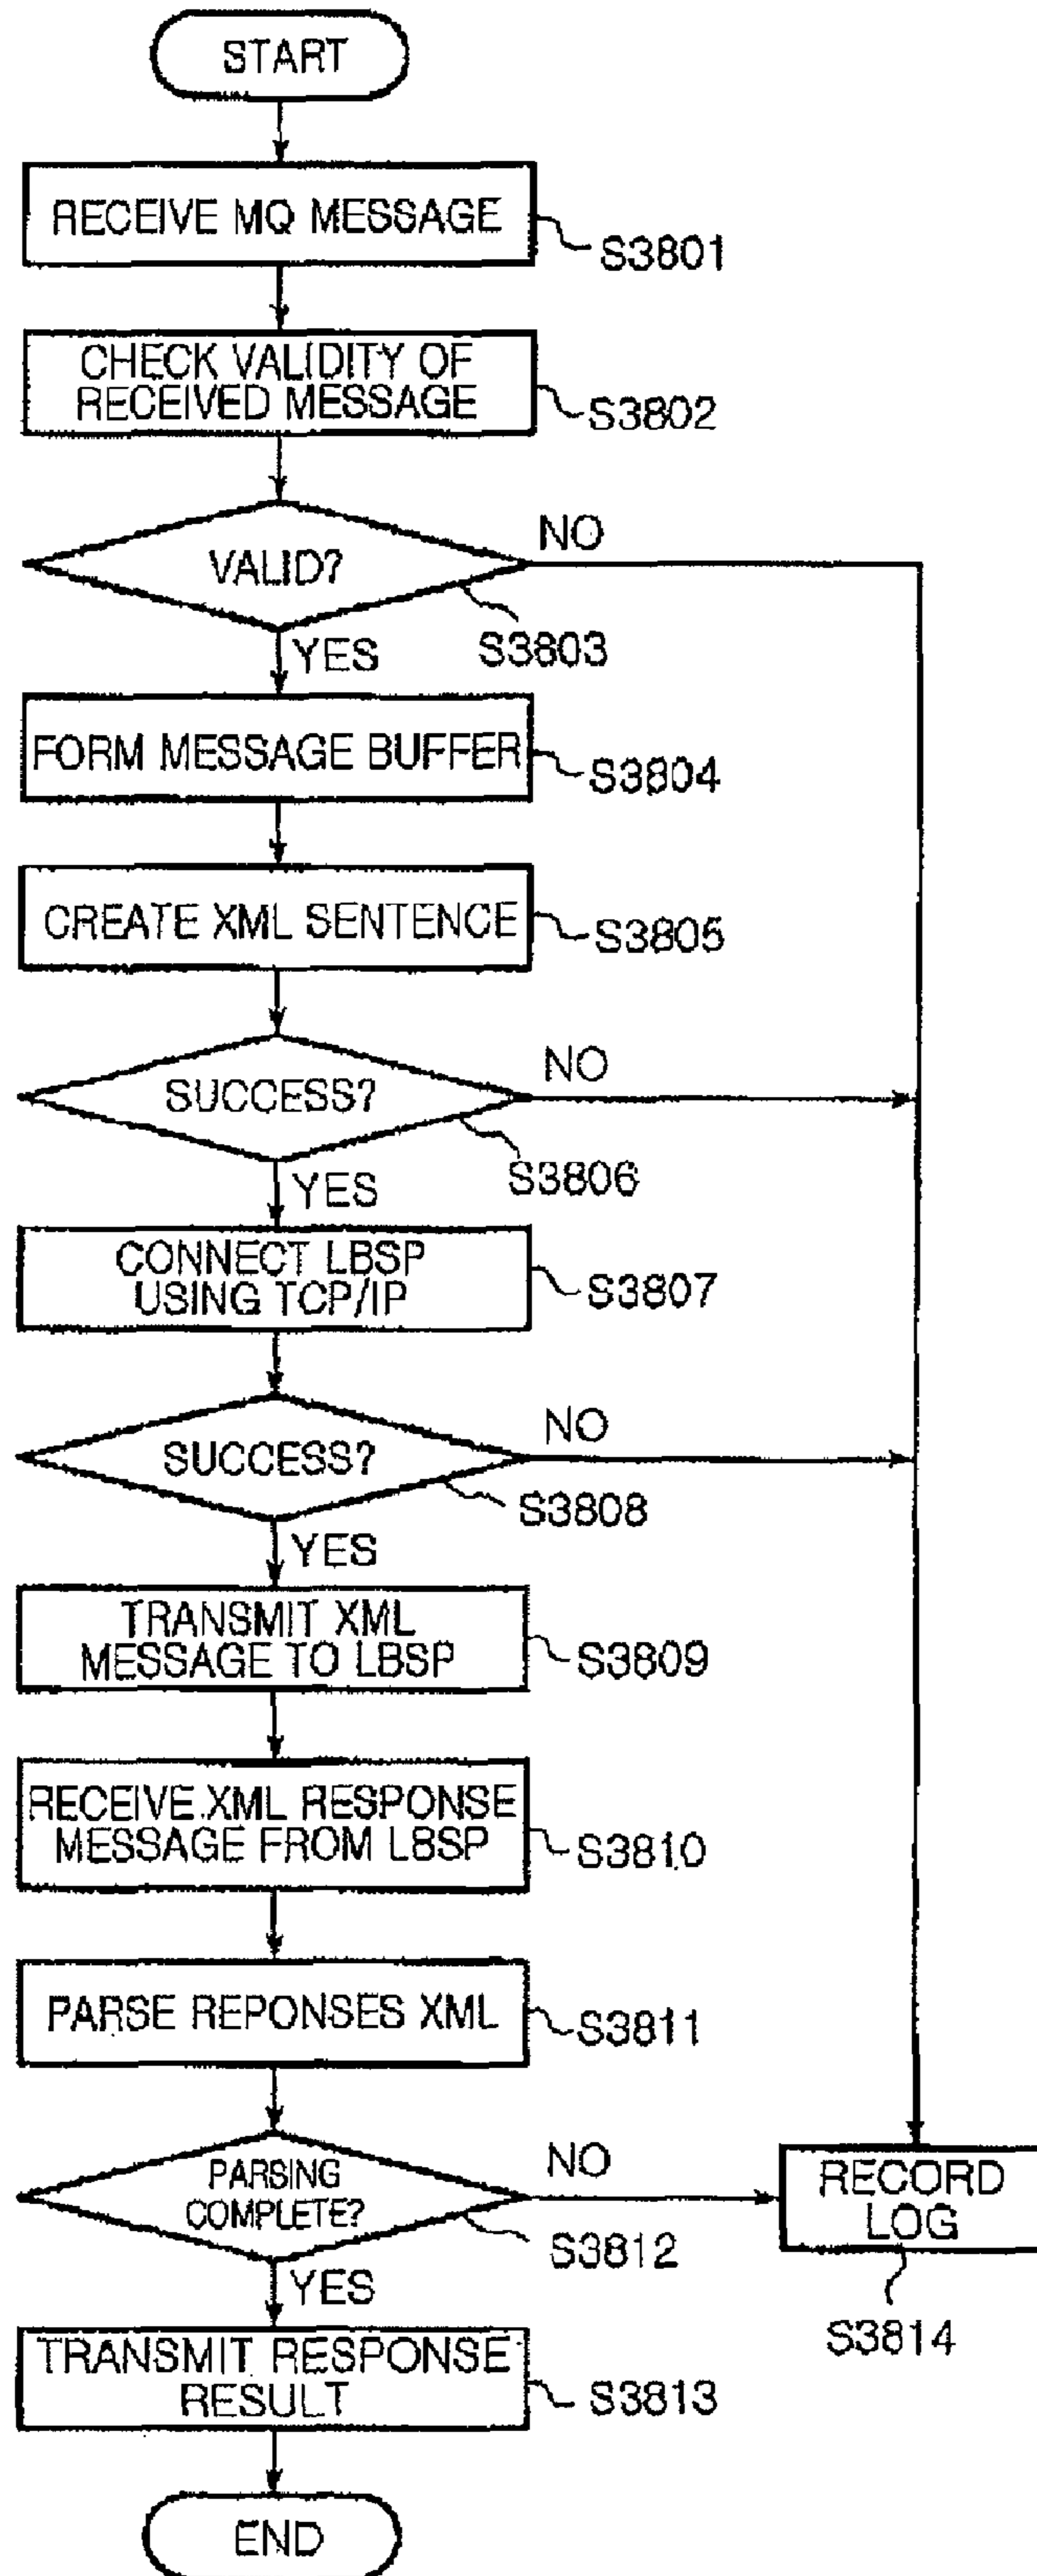 START
RECEIVE MQ MESSAGE
S3801
CHECK VALIDITY OF
RECEIVED MESSAGE
S3802
VALID?
NO
S3803
YES
FORM MESSAGE BUFFER
S3804
CREATE XML SENTENCE
S3805
SUCCESS?
NO
S3806
YES
CONNECT LBSP
USING TCP/IP
S3807
SUCCESS?
NO
S3808
YES
TRANSMIT XML
MESSAGE TO LBSP
S3809
RECEIVE XML RESPONSE
MESSAGE FROM LBSP
S3810
PARSE REPONSES XML
S3811
PARSING
COMPLETE?
NO
S3812
YES
RECORD
LOG
S3814
TRANSMIT RESPONSE
RESULT
S3813
END